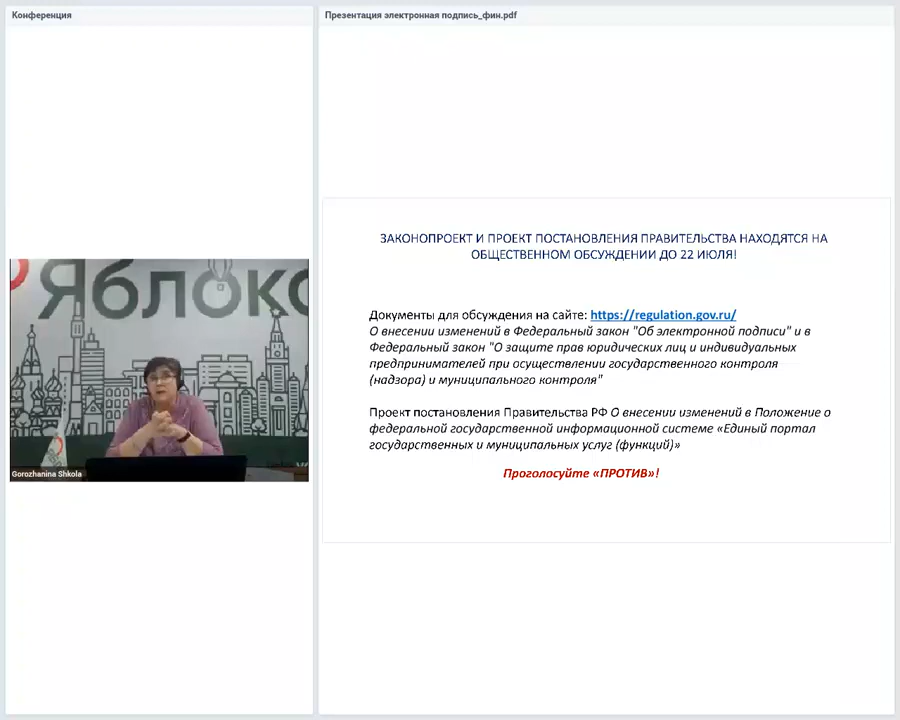 Конференция
Презентация электронная подпись_фин.pdf
Яблоко
Gorozhanina Shkola
ЗАКОНОПРОЕКТ И ПРОЕКТ ПОСТАНОВЛЕНИЯ ПРАВИТЕЛЬСТВА НАХОДЯТСЯ НА
ОБЩЕСТВЕННОМ ОБСУЖДЕНИИ ДО 22 ИЮЛЯ!
Документы для обсуждения на сайте: https://regulation.gov.ru/
О внесении изменений в Федеральный закон "Об электронной подписи" и в
Федеральный закон "О защите прав юридических лиц и индивидуальных
предпринимателей при осуществлении государственного контроля
(надзора) и муниципального контроля"
Проект постановления Правительства РФ О внесении изменений в Положение о
федеральной государственной информационной системе «Единый портал
государственных и муниципальных услуг (функций)»
Проголосуйте «ПРОТИВ»!